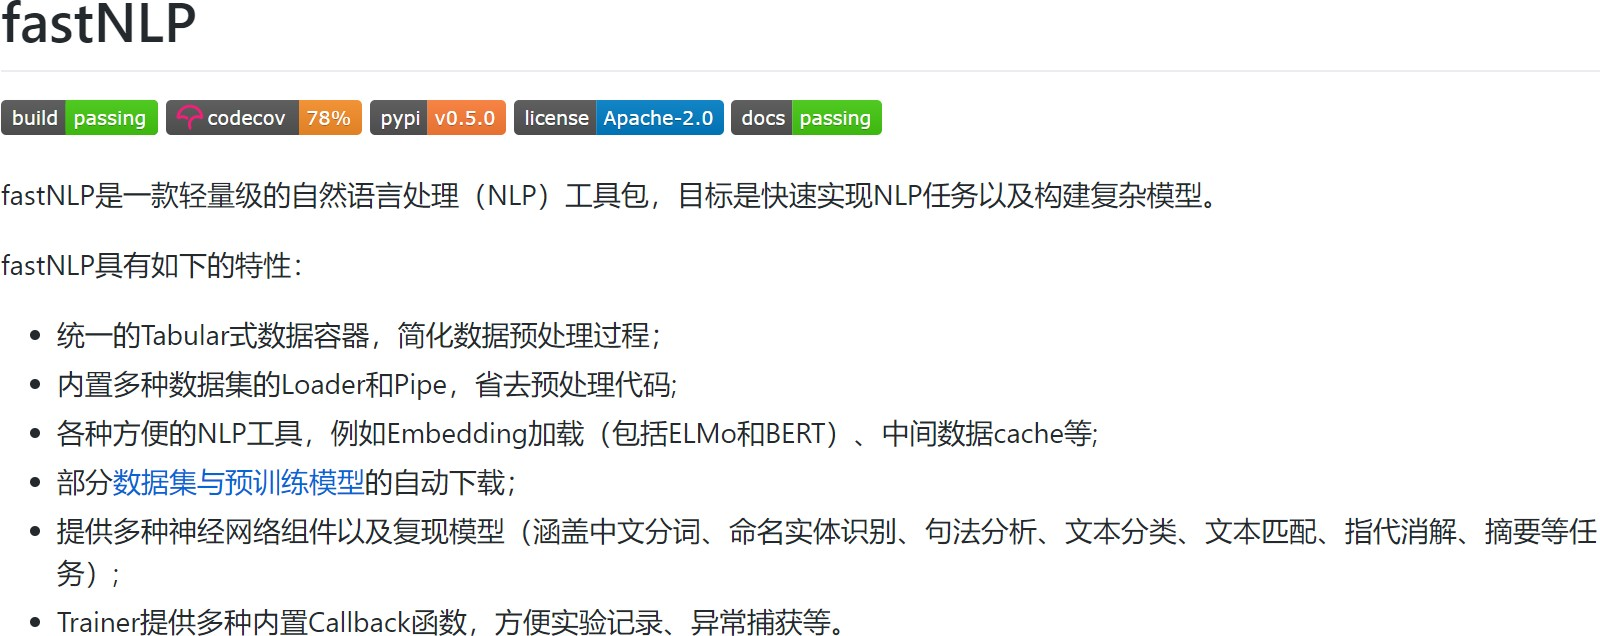 fastNLP
build passing codecov 78% pypi v0.5.0 license Apache-2.0 docs passing
fastNLP是一款轻量级的自然语言处理（NLP）工具包，目标是快速实现NLP任务以及构建复杂模型。
fastNLP具有如下的特性：
统一的Tabular式数据容器，简化数据预处理过程；
内置多种数据集的Loader和Pipe，省去预处理代码;
各种方便的NLP工具，例如Embedding加载（包括ELMo和BERT）、中间数据cache等;
部分数据集与预训练模型的自动下载；
提供多种神经网络组件以及复现模型（涵盖中文分词、命名实体识别、句法分析、文本分类、文本匹配、指代消解、摘要等任
务）;
Trainer提供多种内置Callback函数，方便实验记录、异常捕获等。